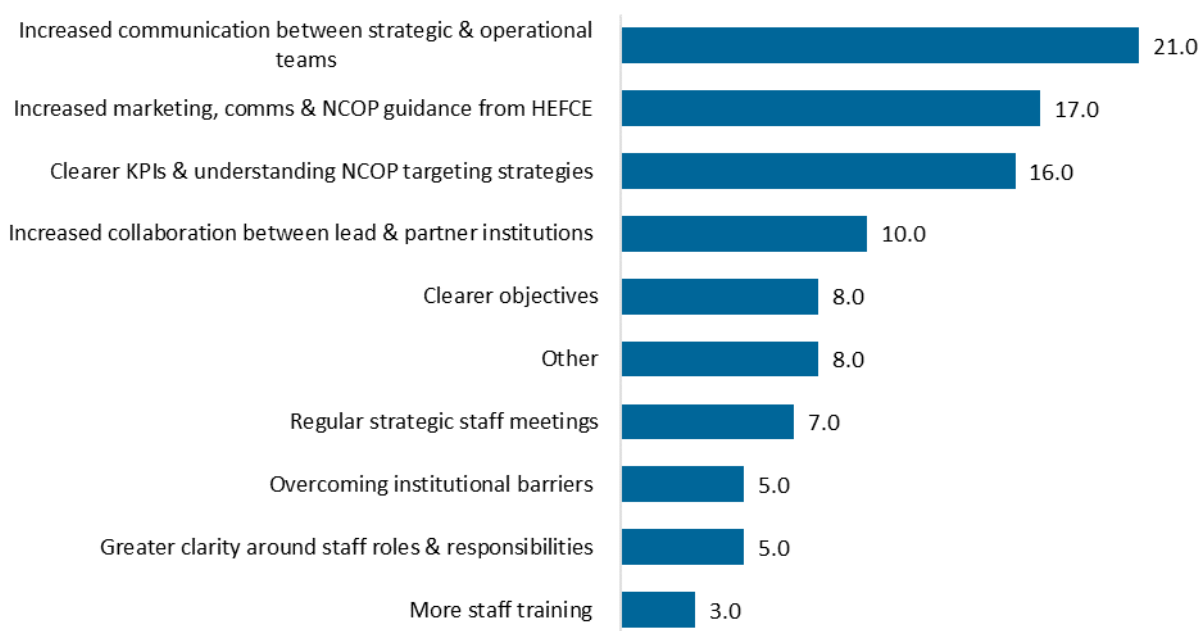 Increased communication between strategic & operational
teams
21.0
Increased marketing, comms & NCOP guidance from HEFCE
17.0
Clearer KPIs & understanding NCOP targeting strategies
16.0
Increased collaboration between lead & partner institutions
10.0
Clearer objectives
8.0
Other
8.0
Regular strategic staff meetings
7.0
Overcoming institutional barriers
5.0
Greater clarity around staff roles & responsibilities
5.0
More staff training
3.0